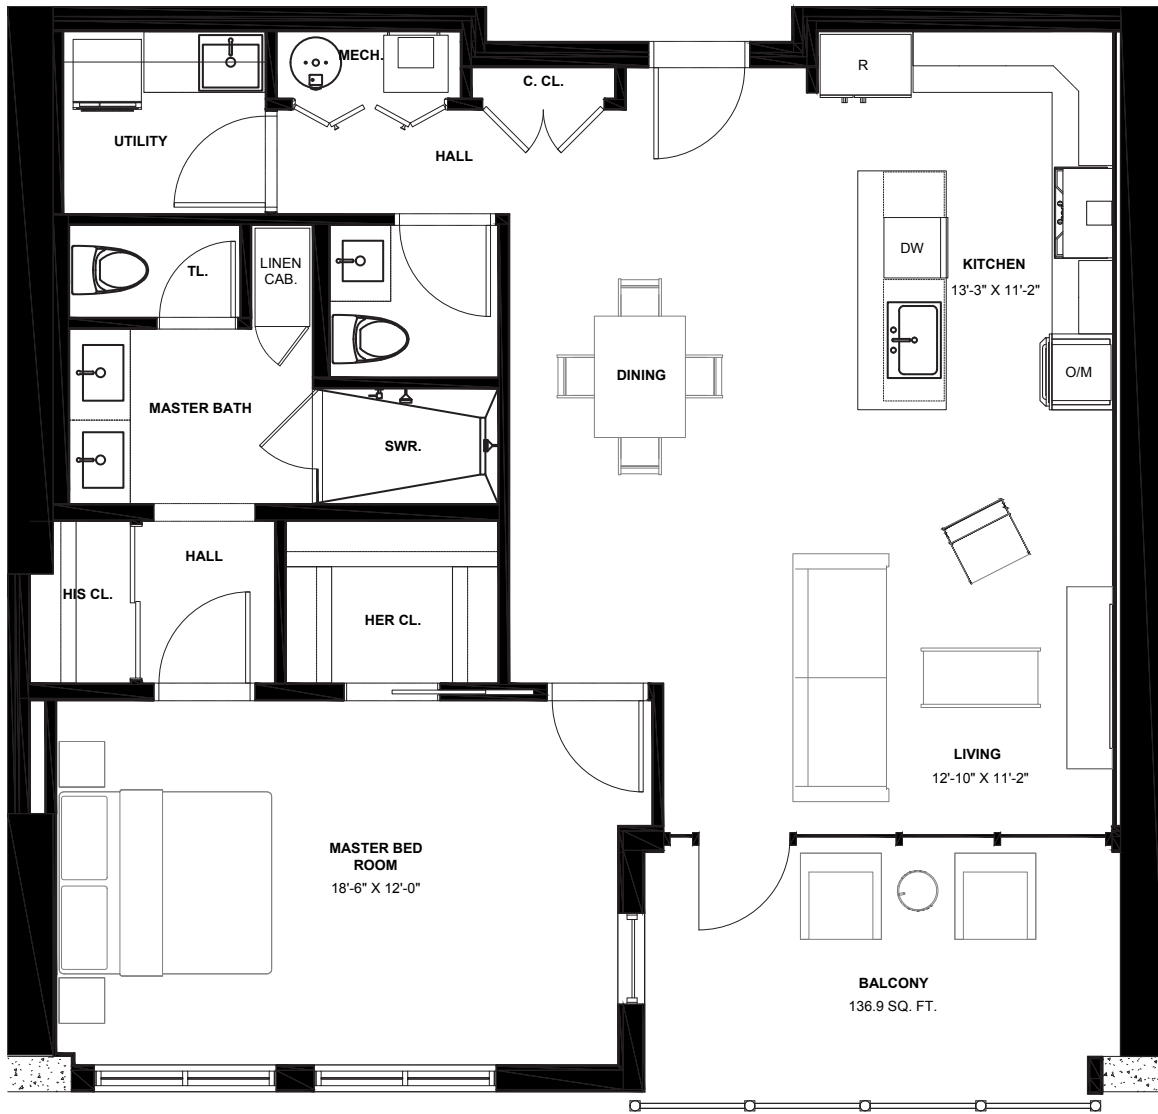 MECH.
R
C. CL.
UTILITY
HALL
TL.
LINEN
CAB.
DW
KITCHEN
13'-3" X 11'-2"
DINING
O/M
MASTER BATH
SWR.
HALL
HIS CL.
HER CL.
LIVING
12'-10" X 11'-2"
MASTER BED
ROOM
18'-6" X 12'-0"
BALCONY
136.9 SQ. FT.